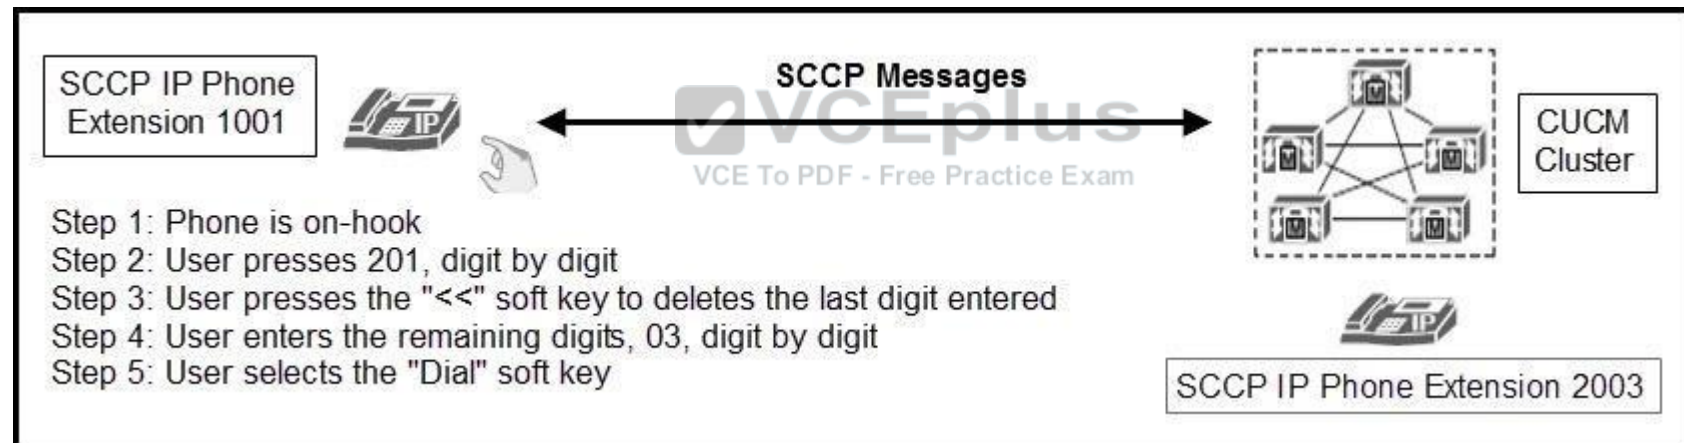 SCCP IP Phone
Extension 1001
IP
SCCP Messages
VCEplus
VCE To PDF - Free Practice Exam
M
M
M
M
M
CUCM
Cluster
Step 1: Phone is on-hook
Step 2: User presses 201, digit by digit
Step 3: User presses the "<<" soft key to deletes the last digit entered
Step 4: User enters the remaining digits, 03, digit by digit
Step 5: User selects the "Dial" soft key
IP
SCCP IP Phone Extension 2003